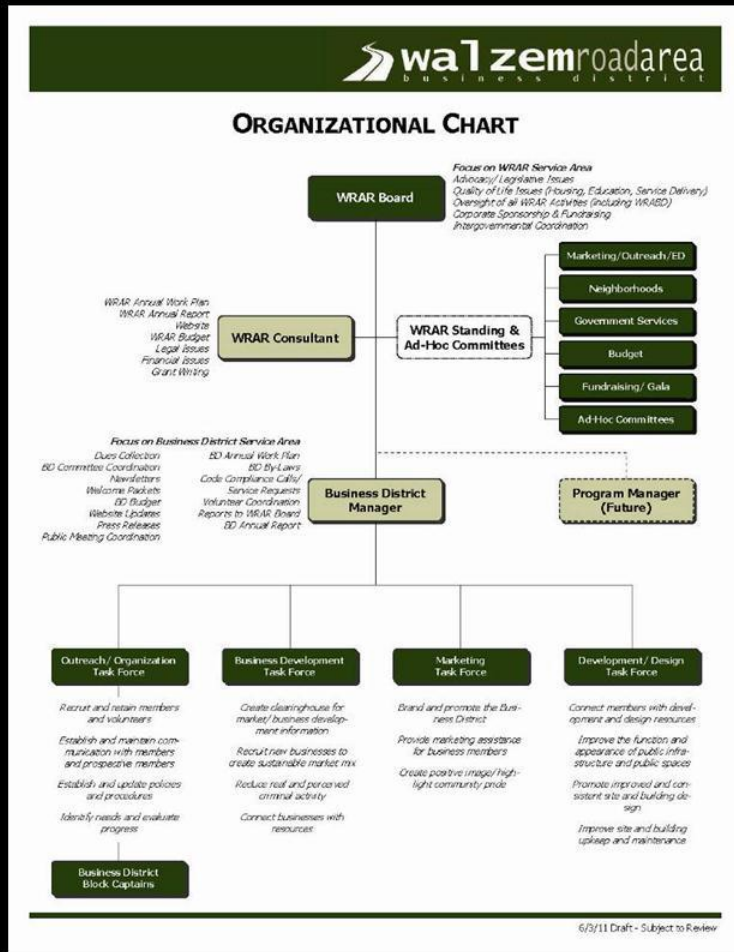 walzemroadarea
business district
ORGANIZATIONAL CHART
WRAR Board
Focus on WRAR Service Area
Advocacy/ Legislative Issues
Quality of Life Issues (Housing, Education, Service Delivery)
Oversight of all WRAR Activities (including WRABD)
Corporate Sponsorship & Fundraising
Intergovernmental Coordination
Marketing/Outreach/ED
Neighborhoods
Government Services
Budget
Fundraising/ Gala
Ad-Hoc Committees
WRAR Standing &
Ad-Hoc Committees
WRAR Consultant
WRAR Annual Work Plan
WRAR Annual Report
Website
WRAR Budget
Legal Issues
Financial Issues
Grant Writing
Focus on Business District Service Area
Dues Collection
BD Committee Coordination
Newsletters
Welcome Packets
BD Budget
Website Updates
Press Releases
Public Meeting Coordination
BD Annual Work Plan
BD By-Laws
Code Compliance Calls/
Service Requests
Volunteer Coordination
Reports to WRAR Board
BD Annual Report
Business District
Manager
Program Manager
(Future)
Outreach/ Organization
Task Force
Recruit and retain members
and volunteers
Establish and maintain com-
munication with members
and prospective members
Establish and update policies
and procedures
Identify needs and evaluate
progress
Business District
Block Captains
Business Development
Task Force
Create clearinghouse for
market/ business develop-
ment information
Recruit new businesses to
create sustainable market mix
Reduce real and perceived
criminal activity
Connect businesses with
resources
Marketing
Task Force
Brand and promote the Busi-
ness District
Provide marketing assistance
for business members
Create positive image/ high-
light community pride
Development/ Design
Task Force
Connect members with devel-
opment and design resources
Improve the function and
appearance of public infra-
structure and public spaces
Promote improved and con-
sistent site and building de-
sign
Improve site and building
upkeep and maintenance
6/3/11 Draft - Subject to Review